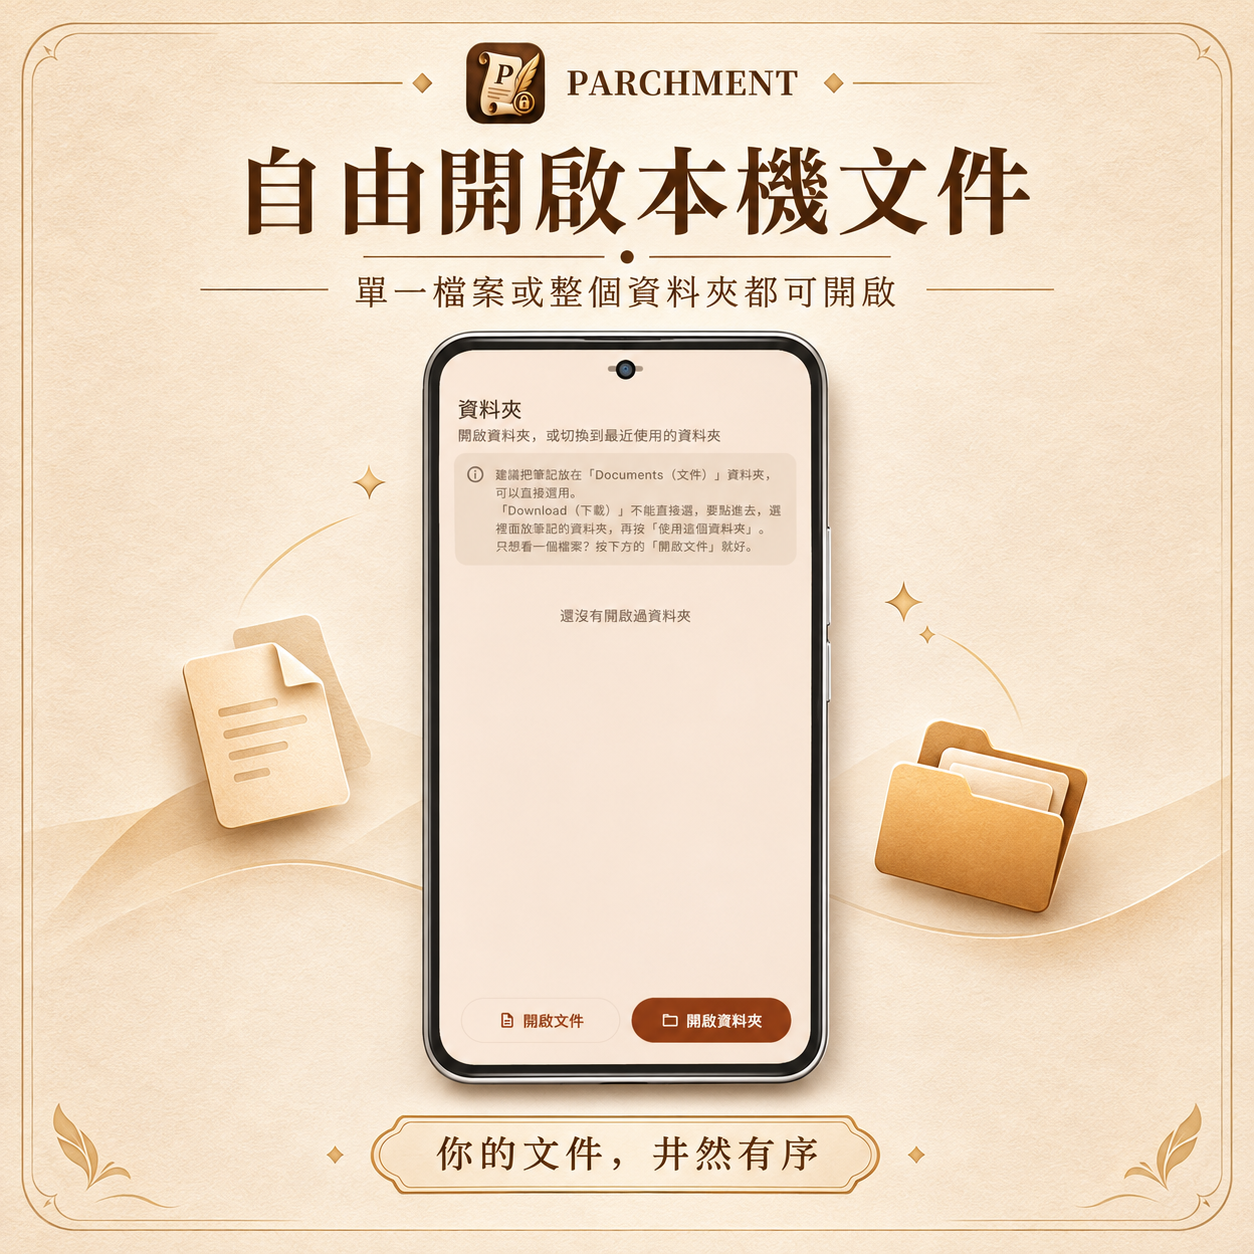 P
PARCHMENT
自由開啟本機文件
單一檔案或整個資料夾都可開啟
資料夾
開啟資料夾，或切換到最近使用的資料夾
建議把筆記放在「Documents（文件）」資料夾，
可以直接選用。
「Download（下載）」不能直接選，要點進去，選
裡面放筆記的資料夾，再按「使用這個資料夾」。
只想看一個檔案？按下方的「開啟文件」就好。
還沒有開啟過資料夾
開啟文件
開啟資料夾
你的文件，井然有序